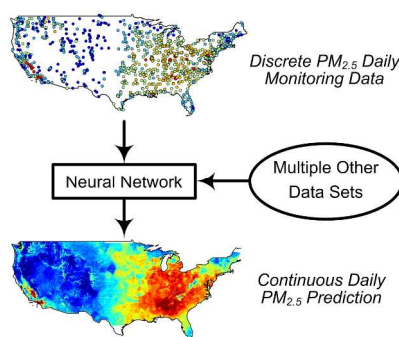 Discrete PM2.5 Daily
Monitoring Data
Neural Network
Multiple Other
Data Sets
Continuous Daily
PM2.5 Prediction